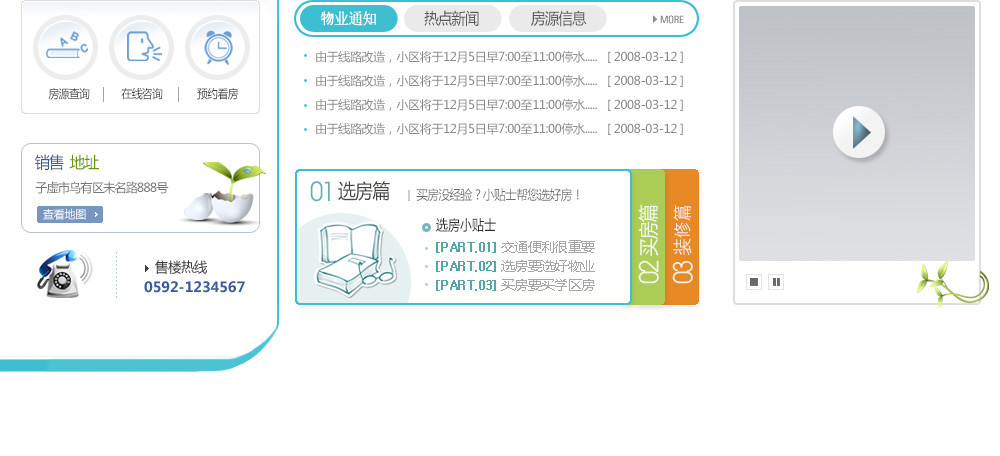 A B C
房源查询 | 在线咨询 | 预约看房
销售 地址
子虚市乌有区未名路888号
查看地图
售楼热线
0592-1234567
物业通知 热点新闻 房源信息 MORE
由于线路改造，小区将于12月5日早7:00至11:00停水..... [ 2008-03-12 ]
由于线路改造，小区将于12月5日早7:00至11:00停水..... [ 2008-03-12 ]
由于线路改造，小区将于12月5日早7:00至11:00停水..... [ 2008-03-12 ]
由于线路改造，小区将于12月5日早7:00至11:00停水..... [ 2008-03-12 ]
01 选房篇 | 买房没经验？小贴士帮您选好房！
选房小贴士
[PART.01] 交通便利很重要
[PART.02] 选房要选好物业
[PART.03] 买房要买学区房
02 买房篇
03 装修篇